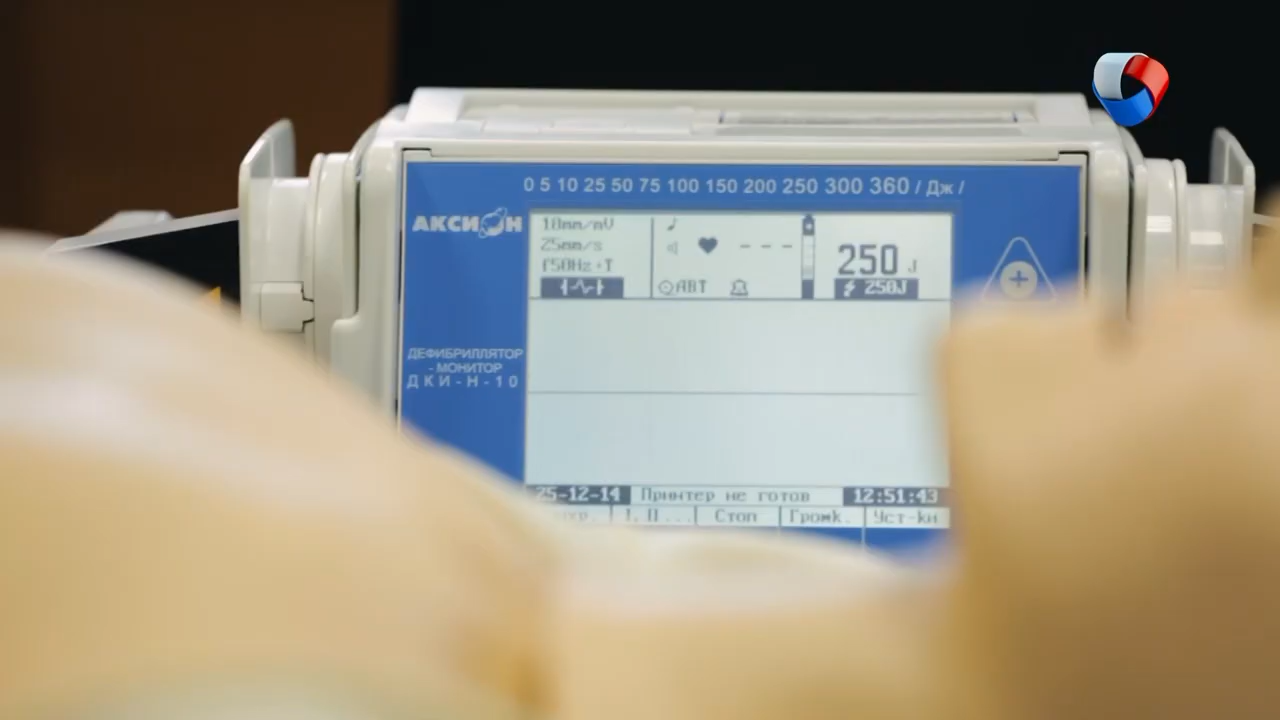 0 5 10 25 50 75 100 150 200 250 300 360 / Дж /
АКСИОН
10mm/mV
25mm/s
f50Hz+T
АВТ
250 J
250J
ДЕФИБРИЛЛЯТОР
- МОНИТОР
ДКИ-Н-10
25-12-14 Принтер не готов 12:51:43
Стоп Громк. Уст-ки